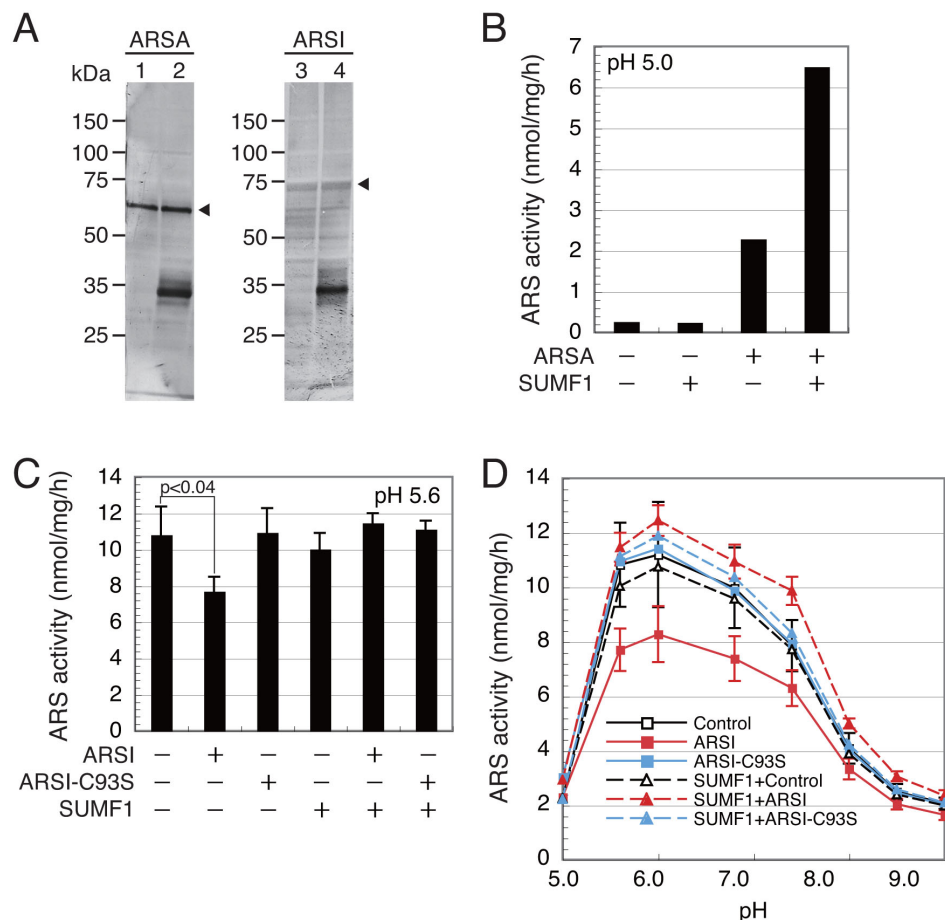 A
ARSA
ARSI
kDa
1 2
3 4
150
100
75
50
35
25
150
100
75
50
35
25
B
pH 5.0
ARS activity (nmol/mg/h)
7
6
5
4
3
2
1
0
ARSA − − + +
SUMF1 − + − +
C
p<0.04
pH 5.6
ARS activity (nmol/mg/h)
14
12
10
8
6
4
2
0
ARSI − + − − + −
ARSI-C93S − − + − − +
SUMF1 − − − + + +
D
ARS activity (nmol/mg/h)
14
12
10
8
6
4
2
0
Control
ARSI
ARSI-C93S
SUMF1+Control
SUMF1+ARSI
SUMF1+ARSI-C93S
5.0 6.0 7.0 8.0 9.0
pH